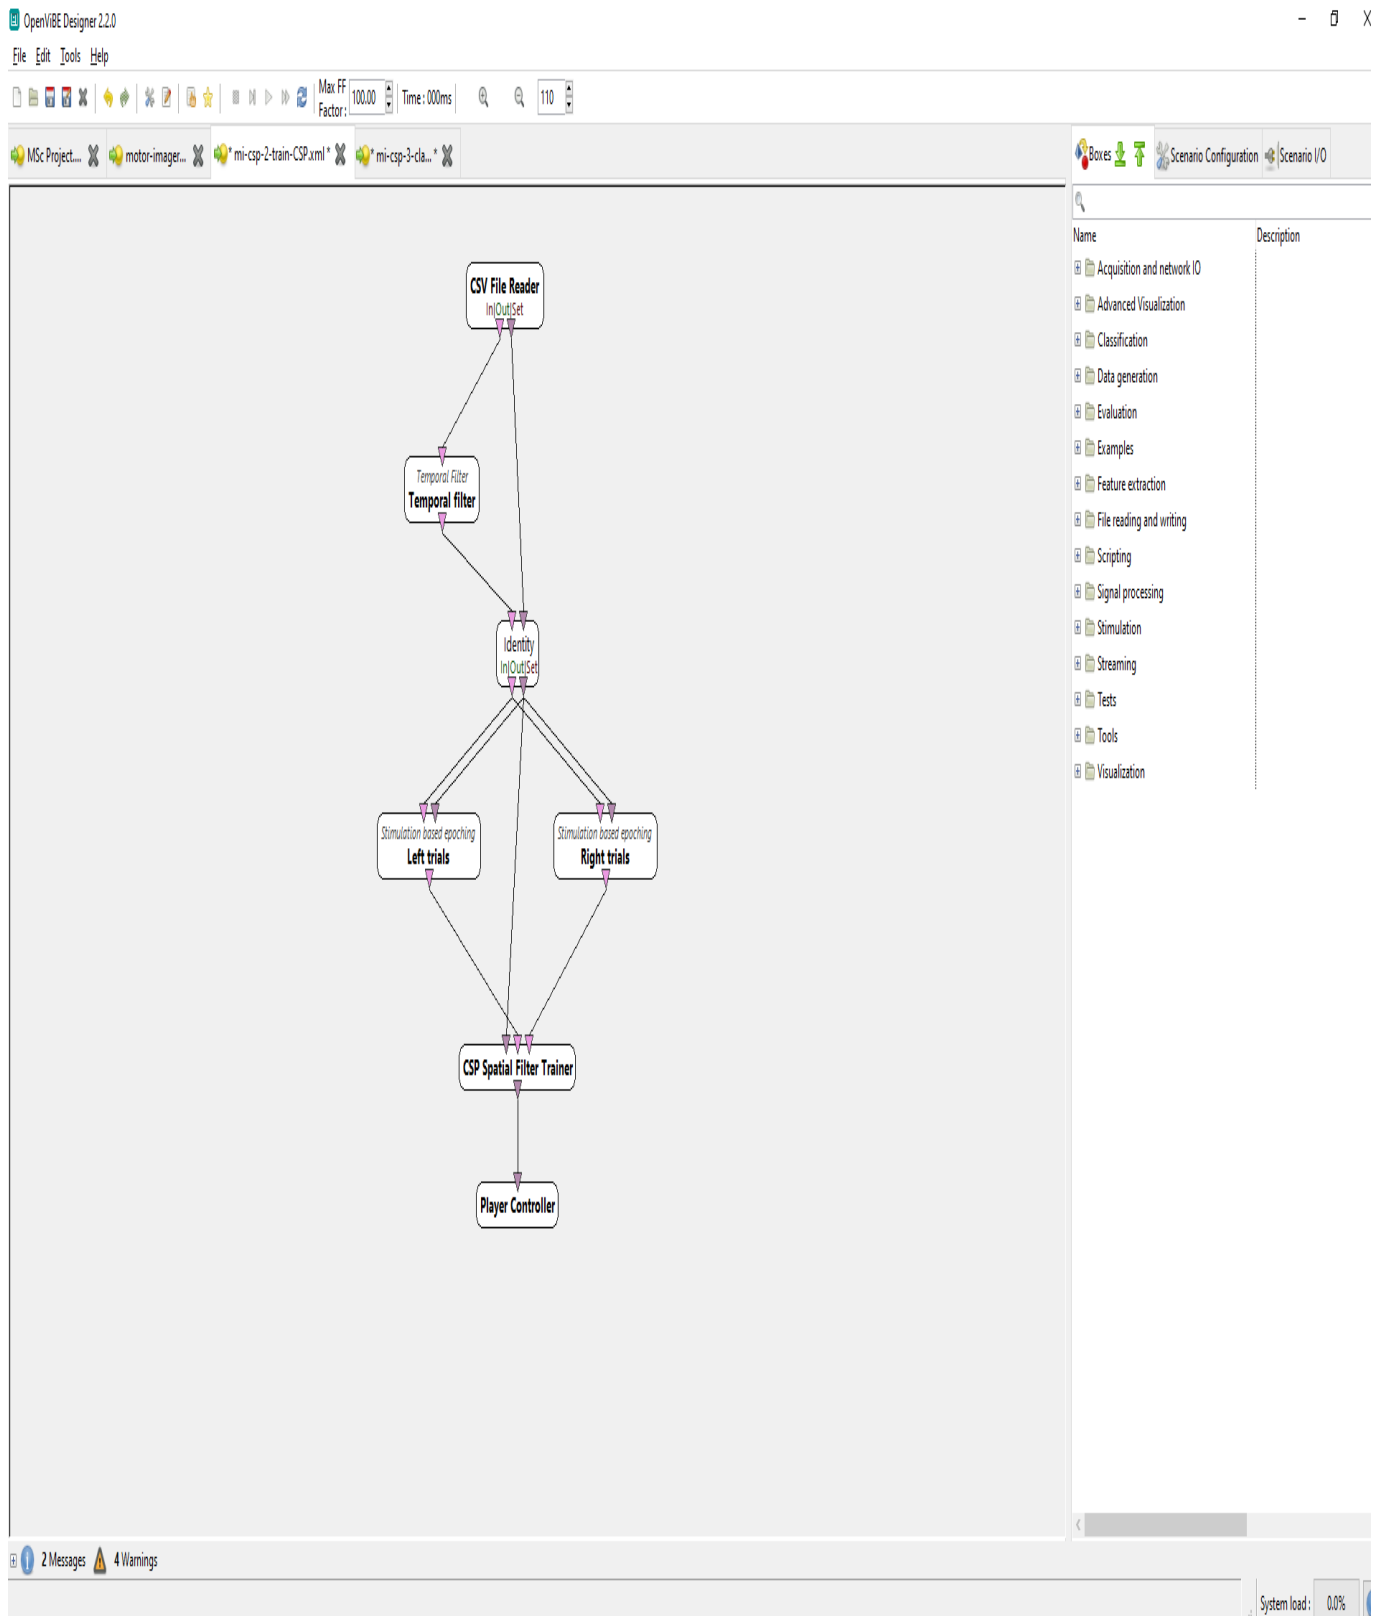 OpenViBE Designer 2.2.0
File Edit Tools Help
Max FF Factor : 100.00 Time : 000ms 110
MSc Project.... motor-imager... * mi-csp-2-train-CSP.xml * * mi-csp-3-cla... *
Boxes Scenario Configuration Scenario I/O
Name Description
Acquisition and network IO
Advanced Visualization
Classification
Data generation
Evaluation
Examples
Feature extraction
File reading and writing
Scripting
Signal processing
Stimulation
Streaming
Tests
Tools
Visualization
CSV File Reader
In|Out|Set
Temporal Filter
Temporal filter
Identity
In|Out|Set
Stimulation based epoching
Left trials
Stimulation based epoching
Right trials
CSP Spatial Filter Trainer
Player Controller
2 Messages 4 Warnings
System load : 0.0%